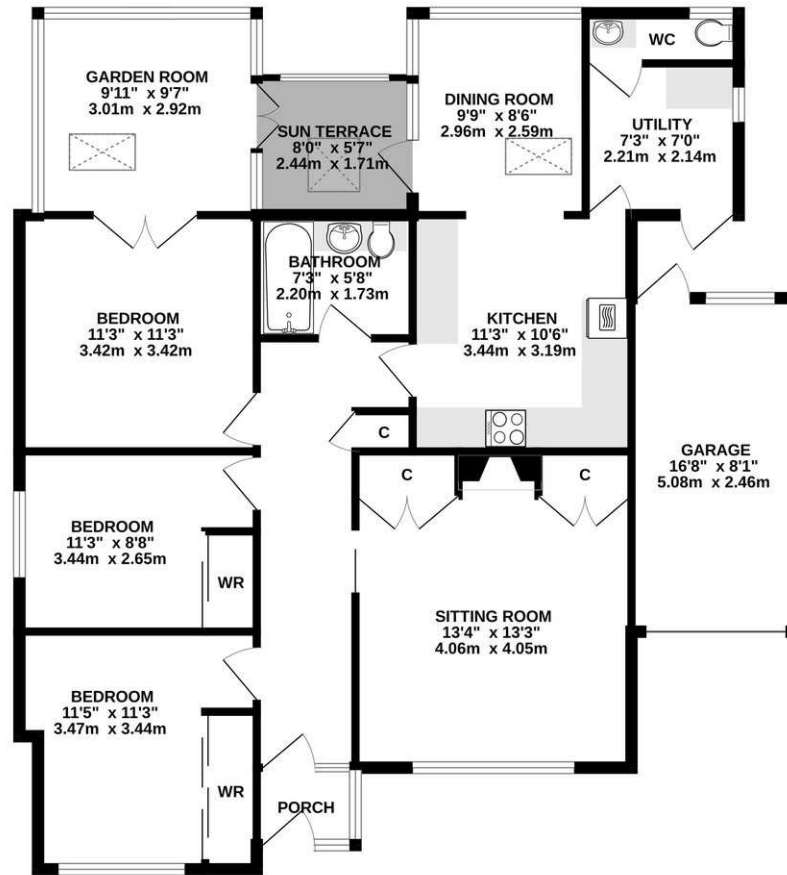 GARDEN ROOM
9'11" x 9'7"
3.01m x 2.92m
SUN TERRACE
8'0" x 5'7"
2.44m x 1.71m
DINING ROOM
9'9" x 8'6"
2.96m x 2.59m
WC
UTILITY
7'3" x 7'0"
2.21m x 2.14m
BEDROOM
11'3" x 11'3"
3.42m x 3.42m
BATHROOM
7'3" x 5'8"
2.20m x 1.73m
KITCHEN
11'3" x 10'6"
3.44m x 3.19m
C
C
C
GARAGE
16'8" x 8'1"
5.08m x 2.46m
BEDROOM
11'3" x 8'8"
3.44m x 2.65m
WR
SITTING ROOM
13'4" x 13'3"
4.06m x 4.05m
BEDROOM
11'5" x 11'3"
3.47m x 3.44m
WR
PORCH